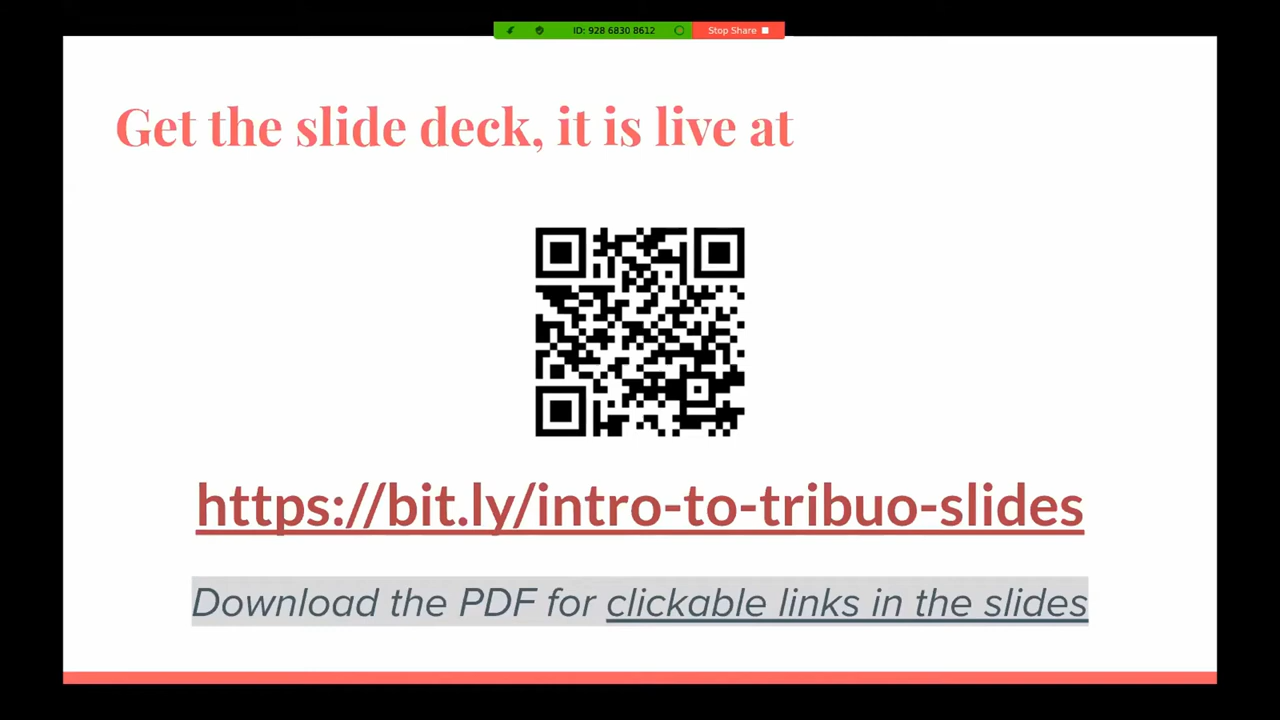 ID: 928 6830 8612
Stop Share
Get the slide deck, it is live at
https://bit.ly/intro-to-tribuo-slides
Download the PDF for clickable links in the slides